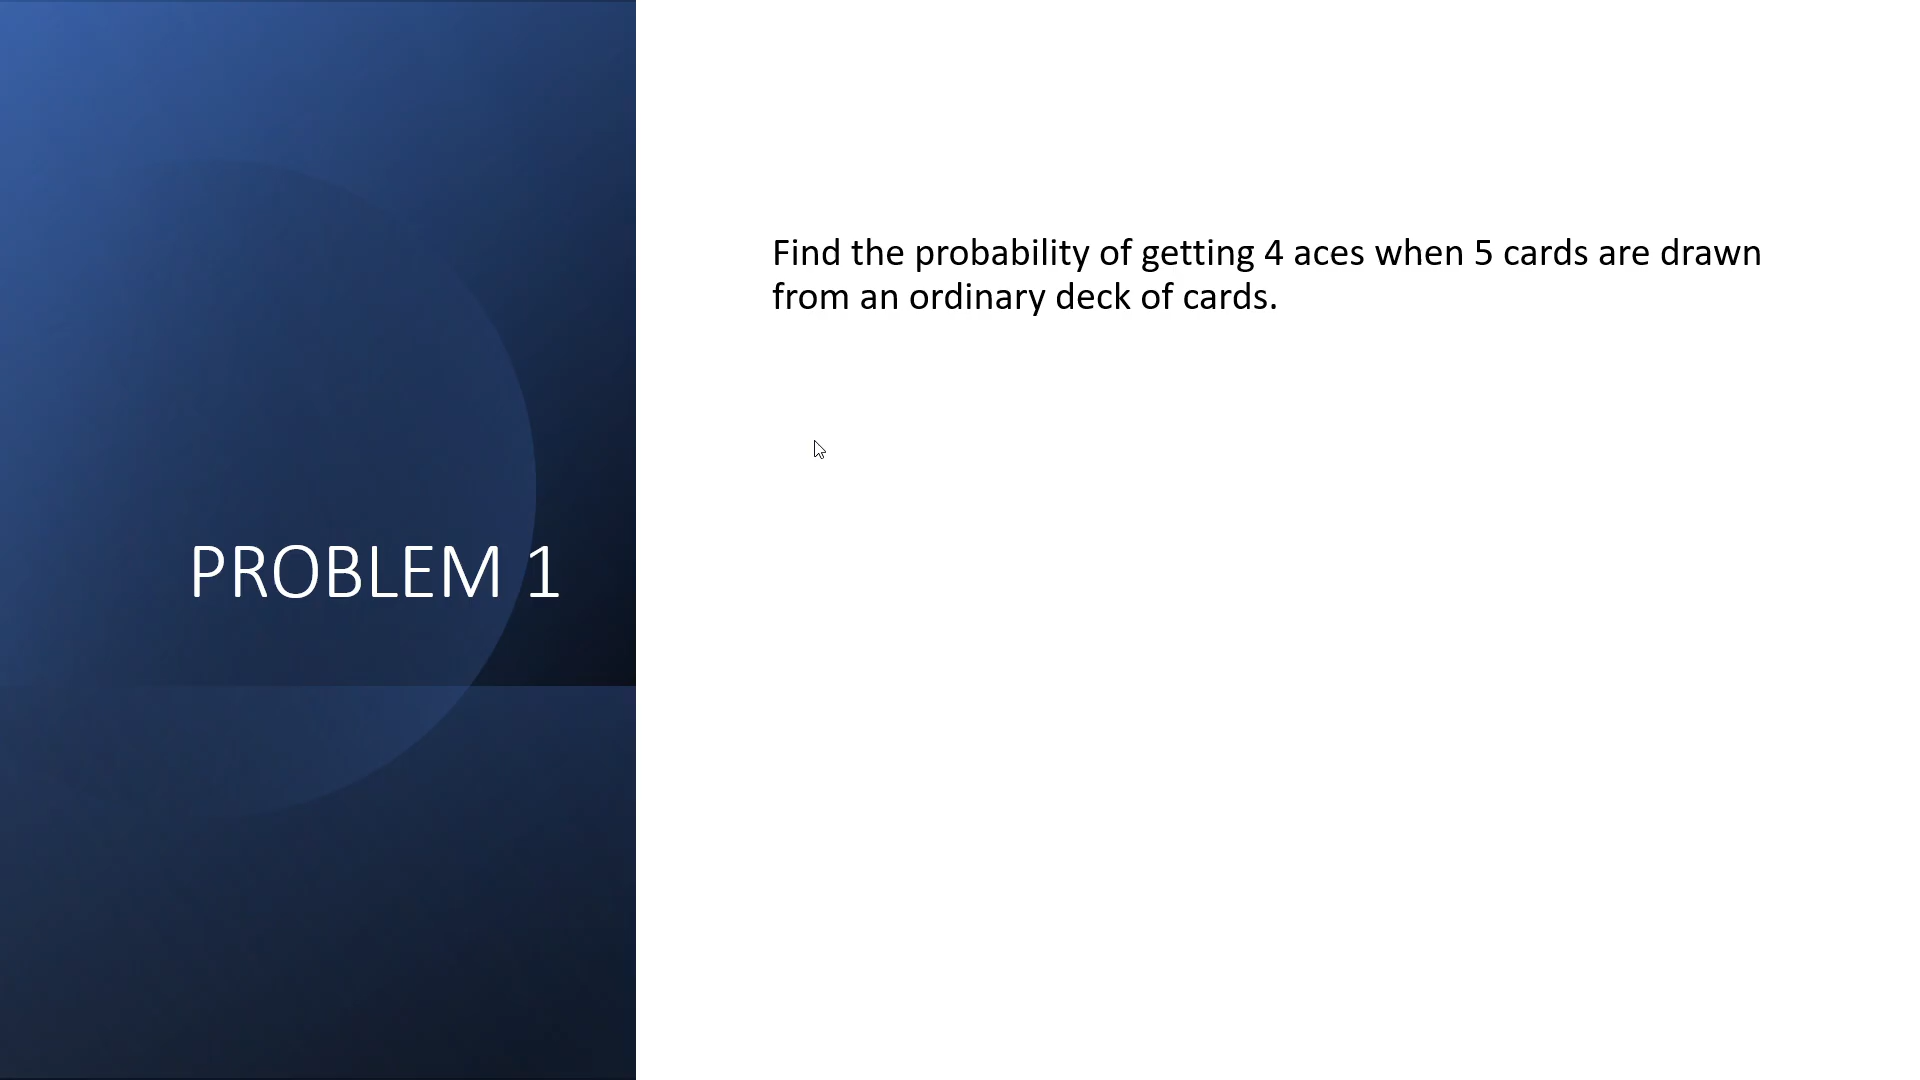 PROBLEM 1
Find the probability of getting 4 aces when 5 cards are drawn
from an ordinary deck of cards.